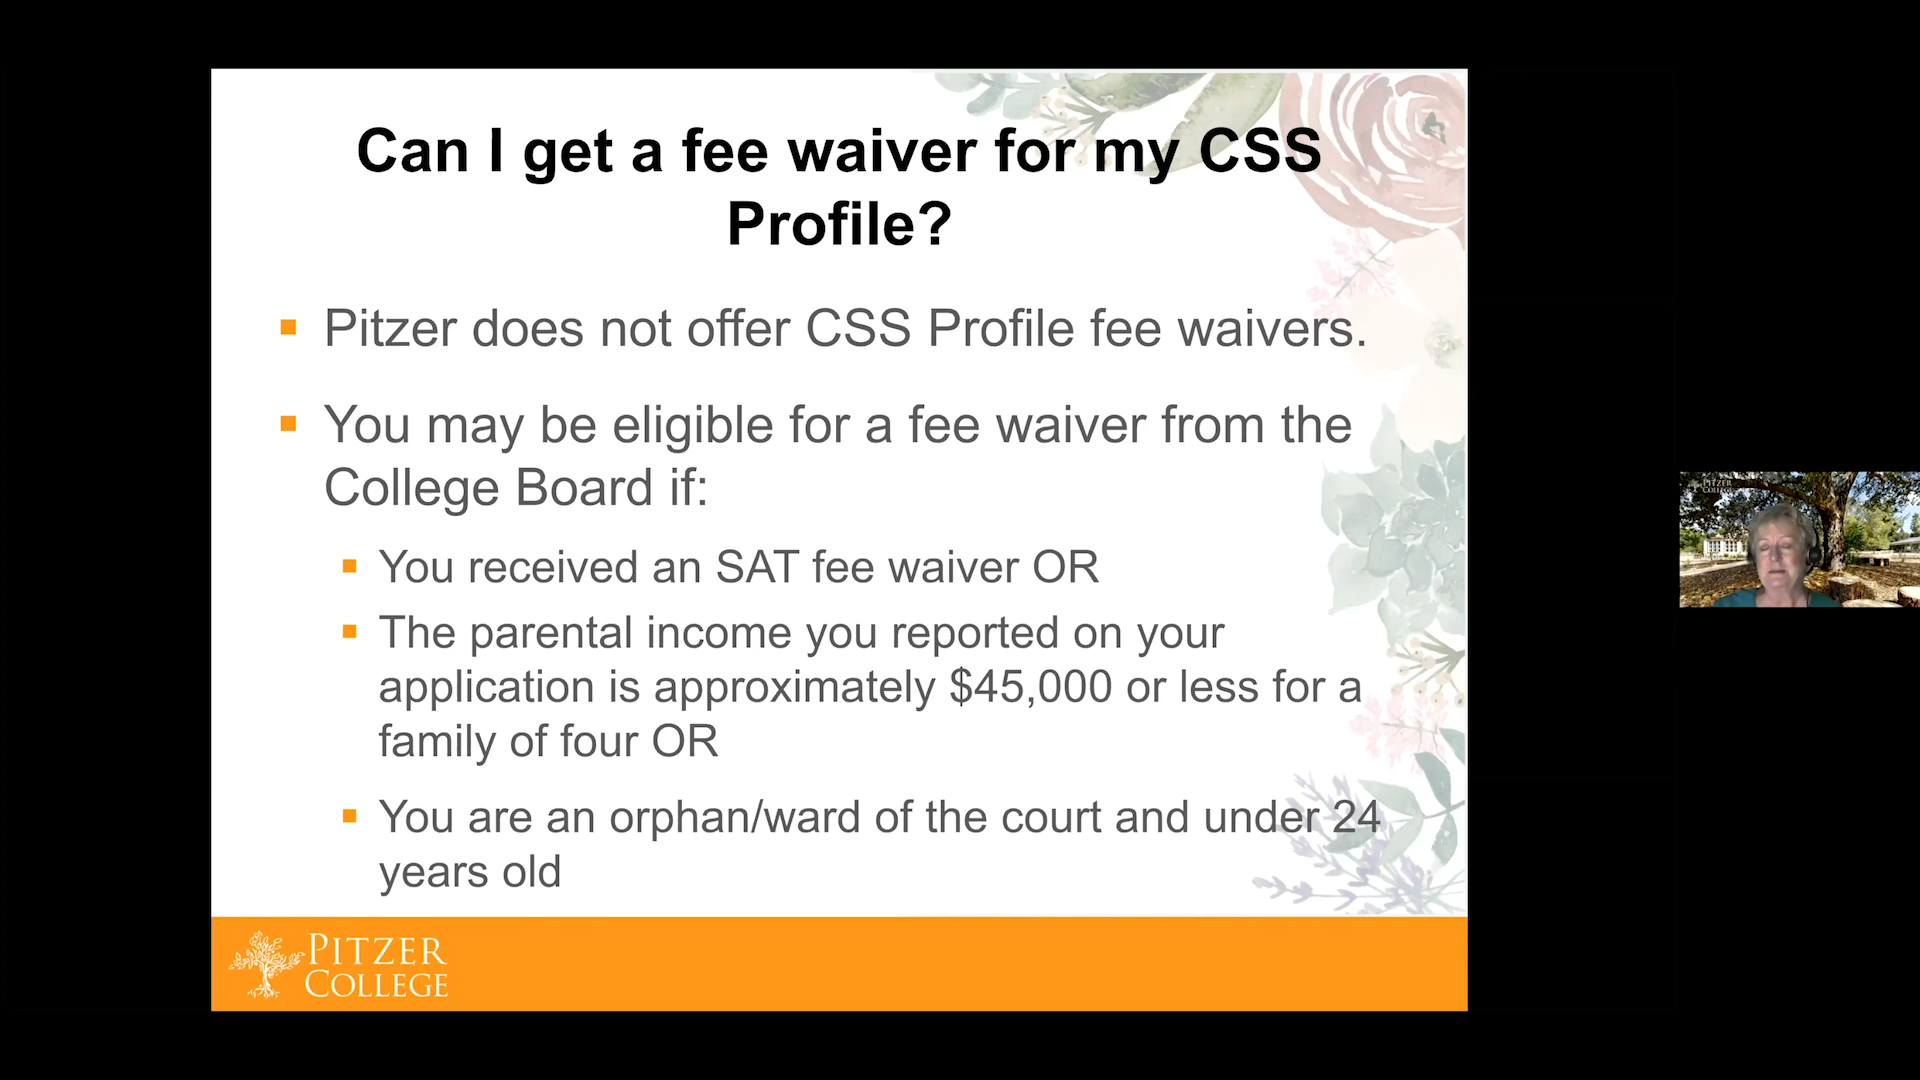 Can I get a fee waiver for my CSS
Profile?
Pitzer does not offer CSS Profile fee waivers.
You may be eligible for a fee waiver from the
College Board if:
You received an SAT fee waiver OR
The parental income you reported on your
application is approximately $45,000 or less for a
family of four OR
You are an orphan/ward of the court and under 24
years old
PITZER
COLLEGE
PITZER
COLLEGE